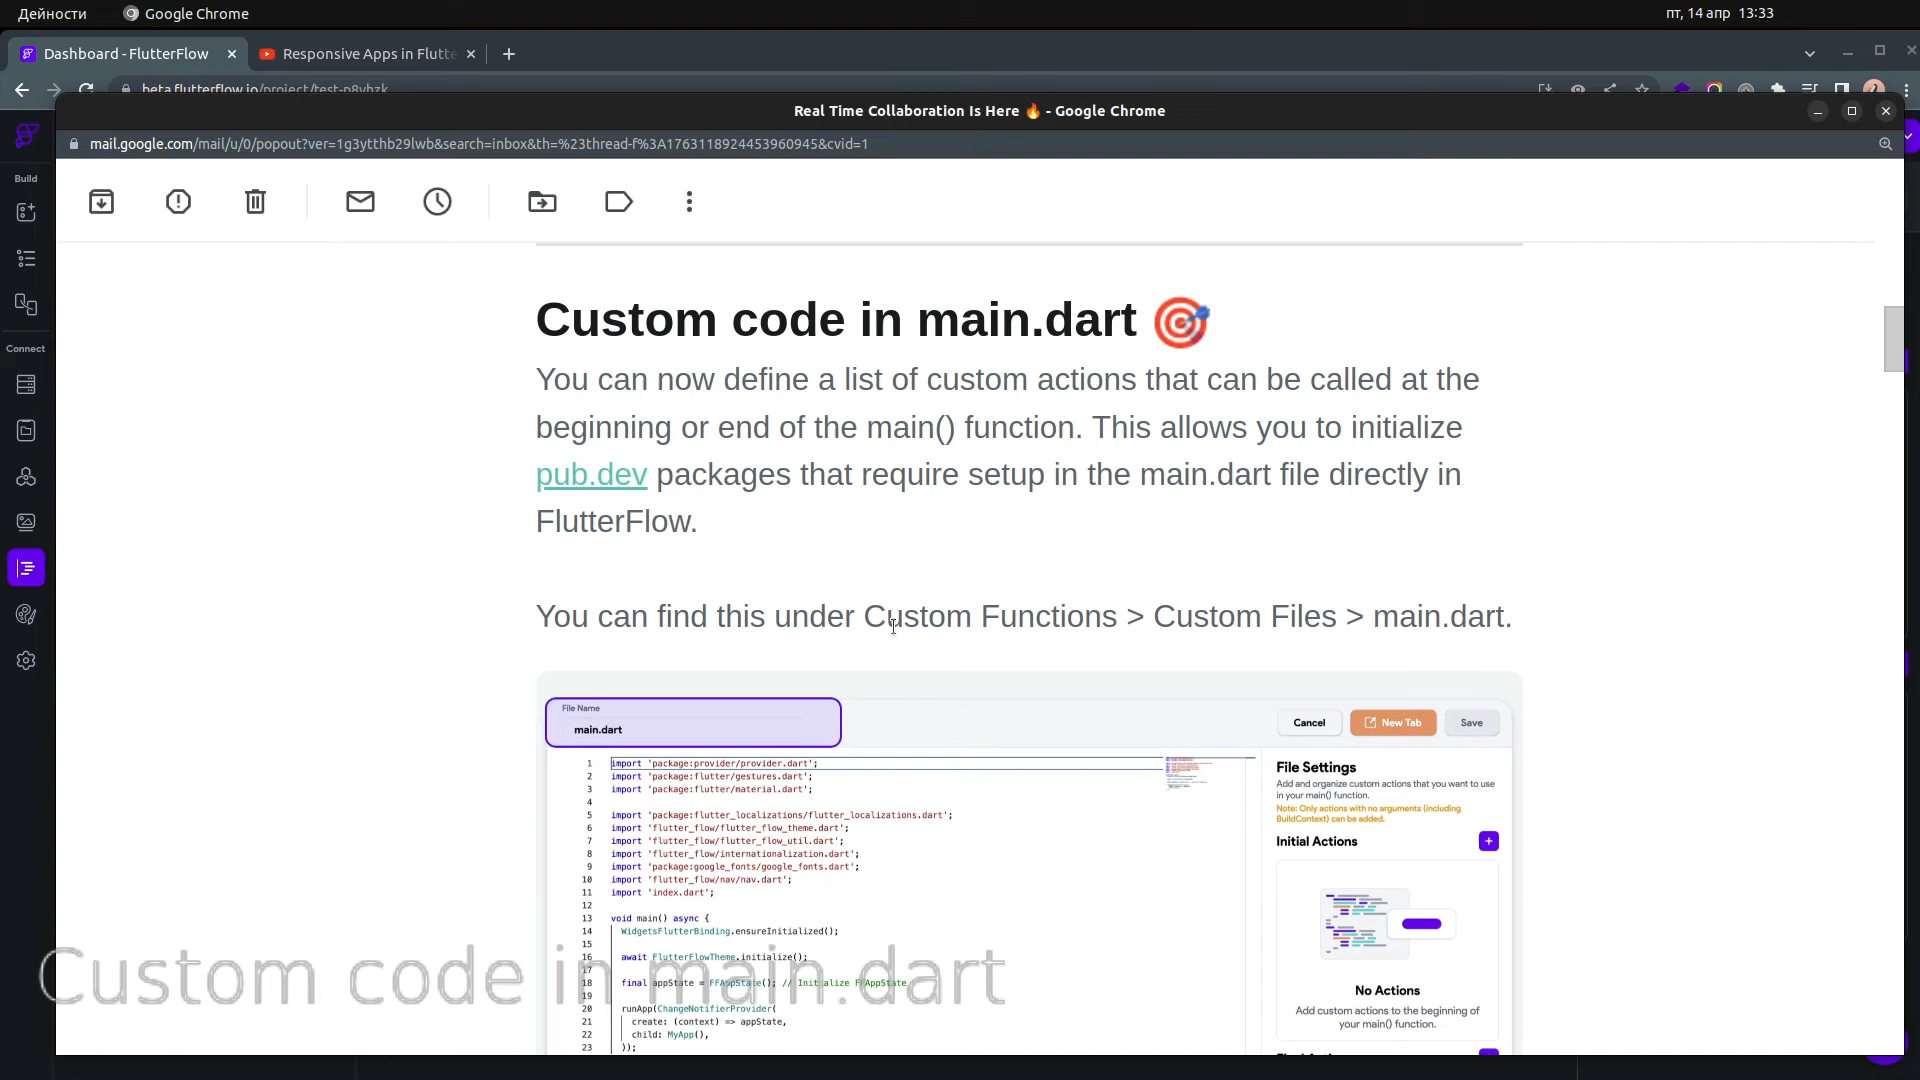 Дейности
Google Chrome
пт, 14 апр 13:33
Dashboard - FlutterFlow
Responsive Apps in Flutte
beta.flutterflow.io/project/test-p8vhzk
Real Time Collaboration Is Here 🔥 - Google Chrome
mail.google.com/mail/u/0/popout?ver=1g3ytthb29lwb&search=inbox&th=%23thread-f%3A1763118924453960945&cvid=1
Build
Connect
Custom code in main.dart 🎯
You can now define a list of custom actions that can be called at the
beginning or end of the main() function. This allows you to initialize
pub.dev packages that require setup in the main.dart file directly in
FlutterFlow.
You can find this under Custom Functions > Custom Files > main.dart.
File Name
main.dart
Cancel
New Tab
Save
1 import 'package:provider/provider.dart';
2 import 'package:flutter/gestures.dart';
3 import 'package:flutter/material.dart';
4
5 import 'package:flutter_localizations/flutter_localizations.dart';
6 import 'flutter_flow/flutter_flow_theme.dart';
7 import 'flutter_flow/flutter_flow_util.dart';
8 import 'flutter_flow/internationalization.dart';
9 import 'package:google_fonts/google_fonts.dart';
10 import 'flutter_flow/nav/nav.dart';
11 import 'index.dart';
12
13 void main() async {
14 WidgetsFlutterBinding.ensureInitialized();
15
16 await FlutterFlowTheme.initialize();
17
18 final appState = FFAppState(); // Initialize FFAppState
19
20 runApp(ChangeNotifierProvider(
21 create: (context) => appState,
22 child: MyApp(),
23 ));
File Settings
Add and organize custom actions that you want to use
in your main() function.
Note: Only actions with no arguments (including
BuildContext) can be added.
Initial Actions
+
No Actions
Add custom actions to the beginning of
your main() function.
Custom code in main.dart